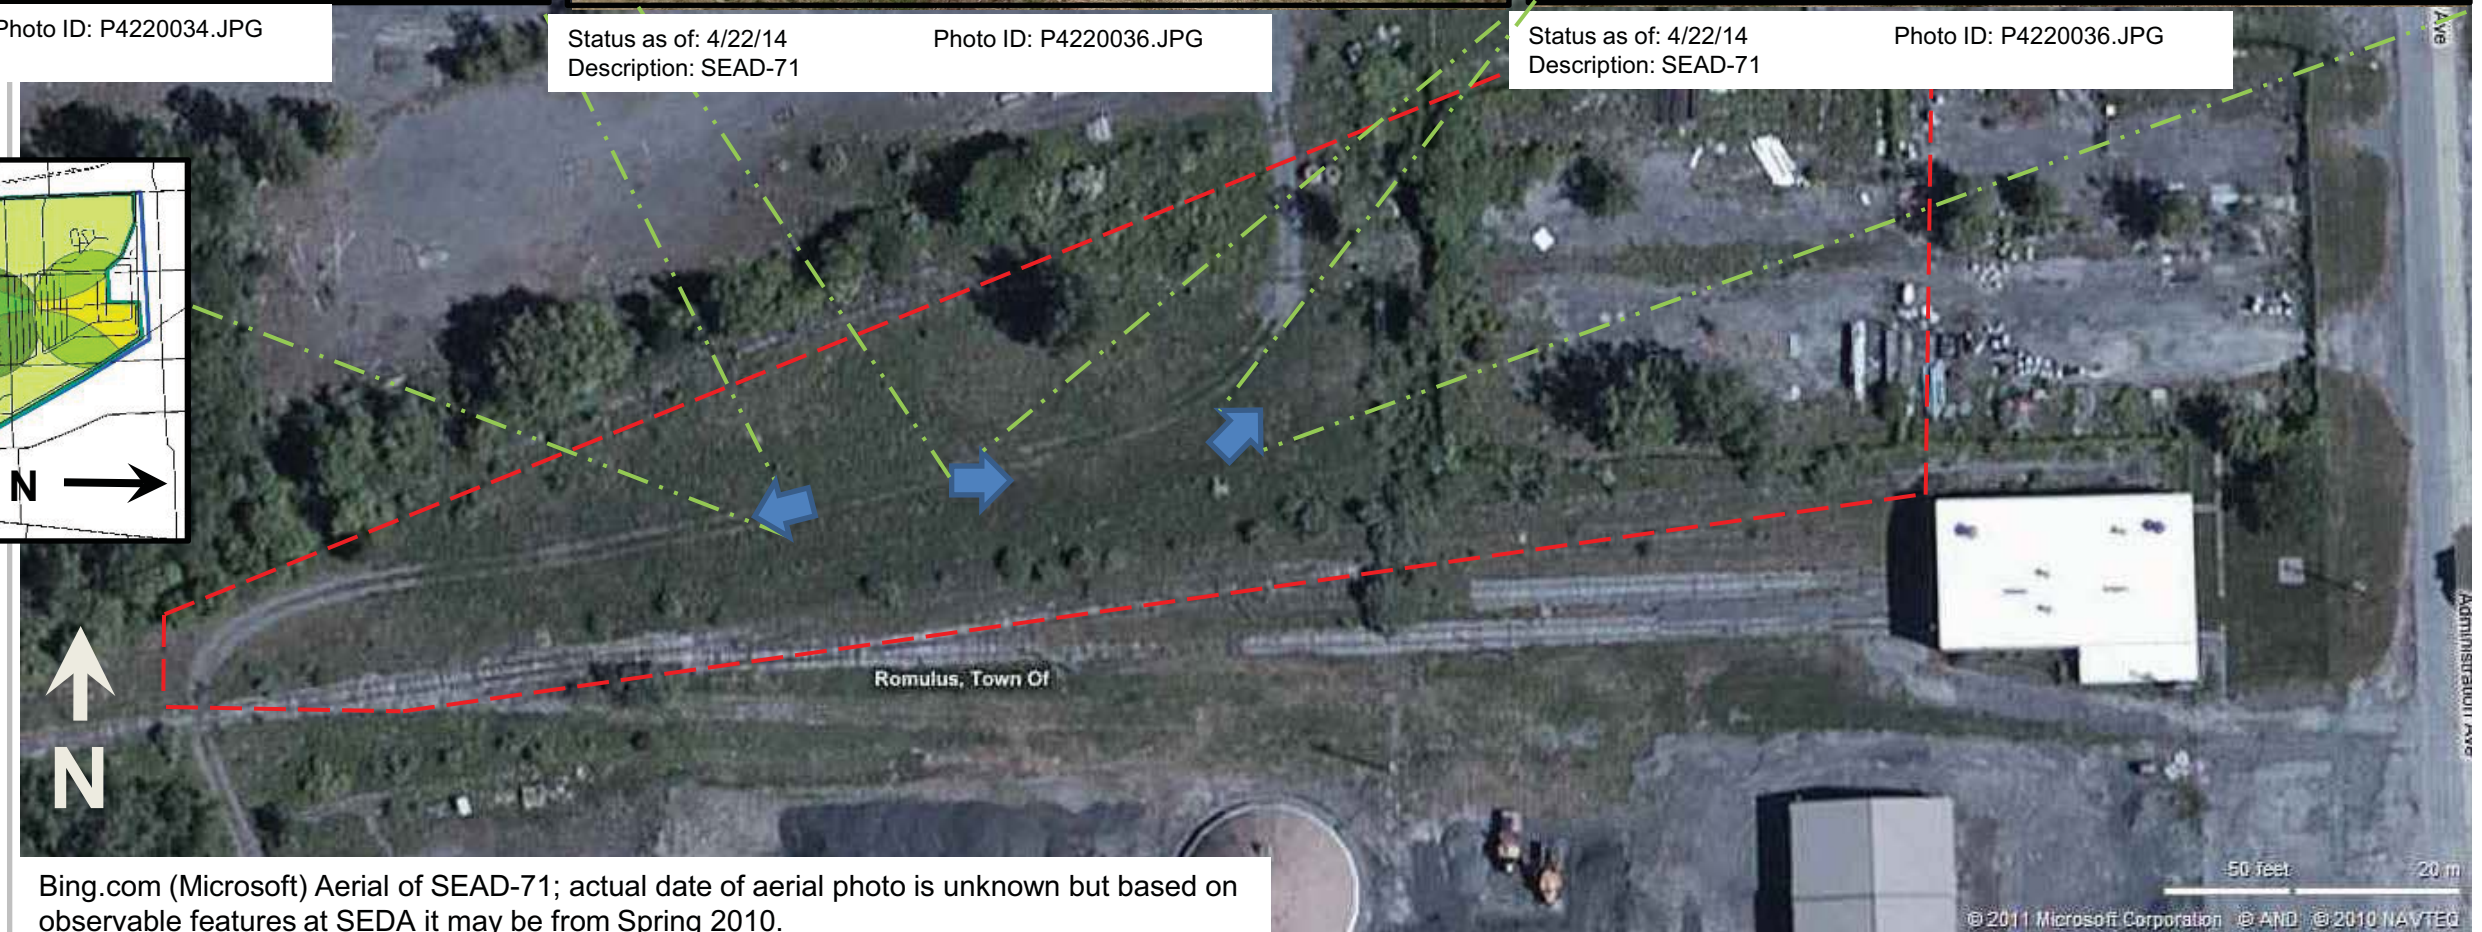 Photo ID: P4220034.JPG
Status as of: 4/22/14 Photo ID: P4220036.JPG
Description: SEAD-71
Status as of: 4/22/14 Photo ID: P4220036.JPG
Description: SEAD-71
Ave
N
Romulus, Town Of
N
Administration Ave
50 feet 20 m
© 2011 Microsoft Corporation © AND © 2010 NAVTEQ
Bing.com (Microsoft) Aerial of SEAD-71; actual date of aerial photo is unknown but based on
observable features at SEDA it may be from Spring 2010.